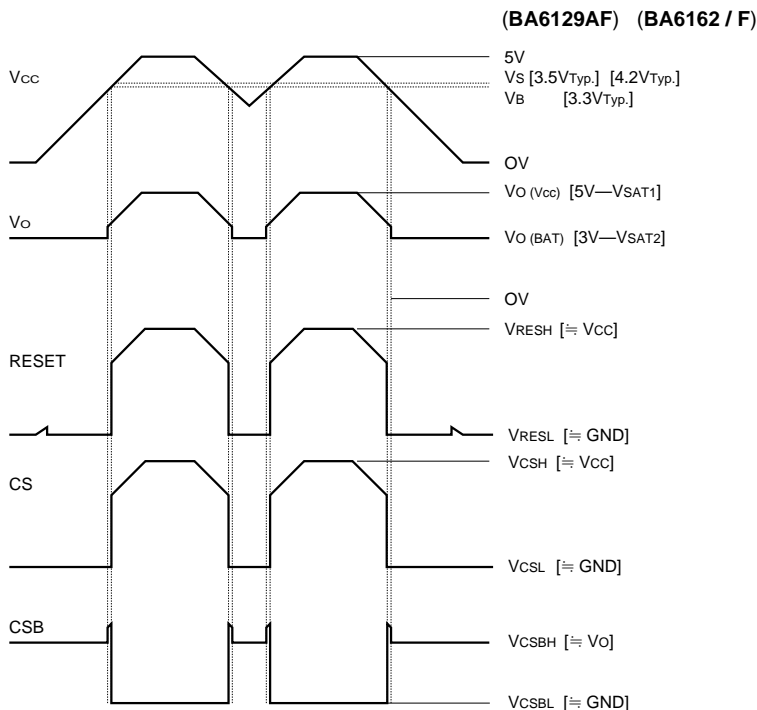 (BA6129AF) (BA6162 / F)
5V
VCC
VS [3.5VTyp.] [4.2VTyp.]
VB [3.3VTyp.]
OV
VO (Vcc) [5V—VSAT1]
VO
VO (BAT) [3V—VSAT2]
OV
VRESH [≒ VCC]
RESET
VRESL [≒ GND]
VCSH [≒ VCC]
CS
VCSL [≒ GND]
CSB
VCSBH [≒ VO]
VCSBL [≒ GND]